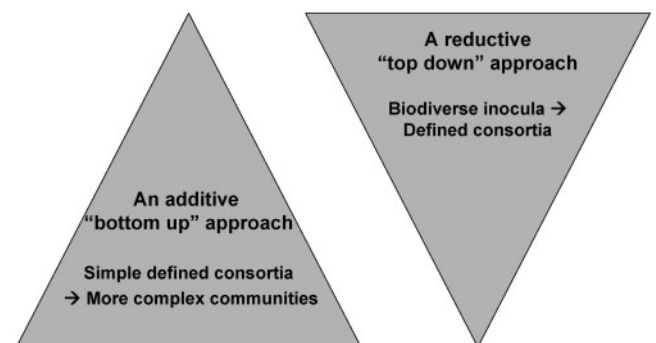 An additive
“bottom up” approach
Simple defined consortia
→ More complex communities
A reductive
“top down” approach
Biodiverse inocula →
Defined consortia